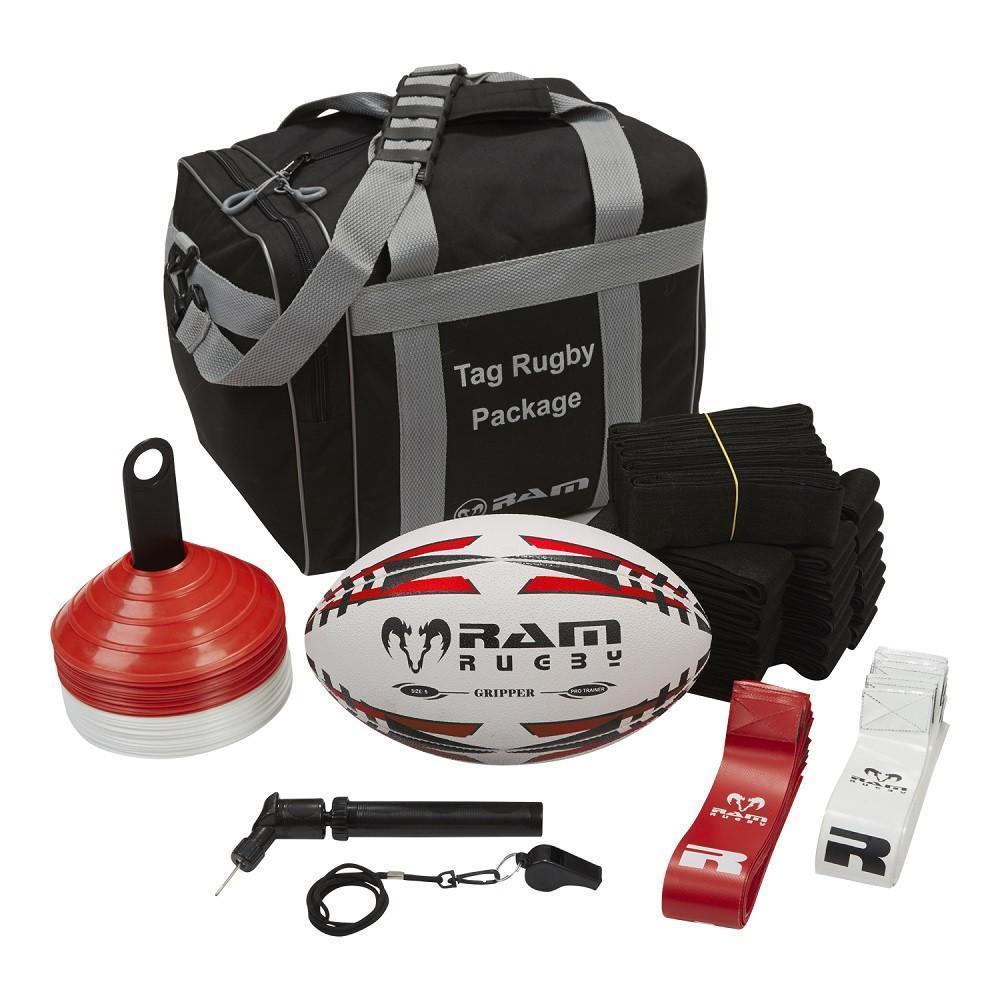 Tag Rugby
Package
RAM
RAM
RUGBY
SIZE: 5
GRIPPER
PRO TRAINER
RAM
RUGBY
R
RAM
RUGBY
R